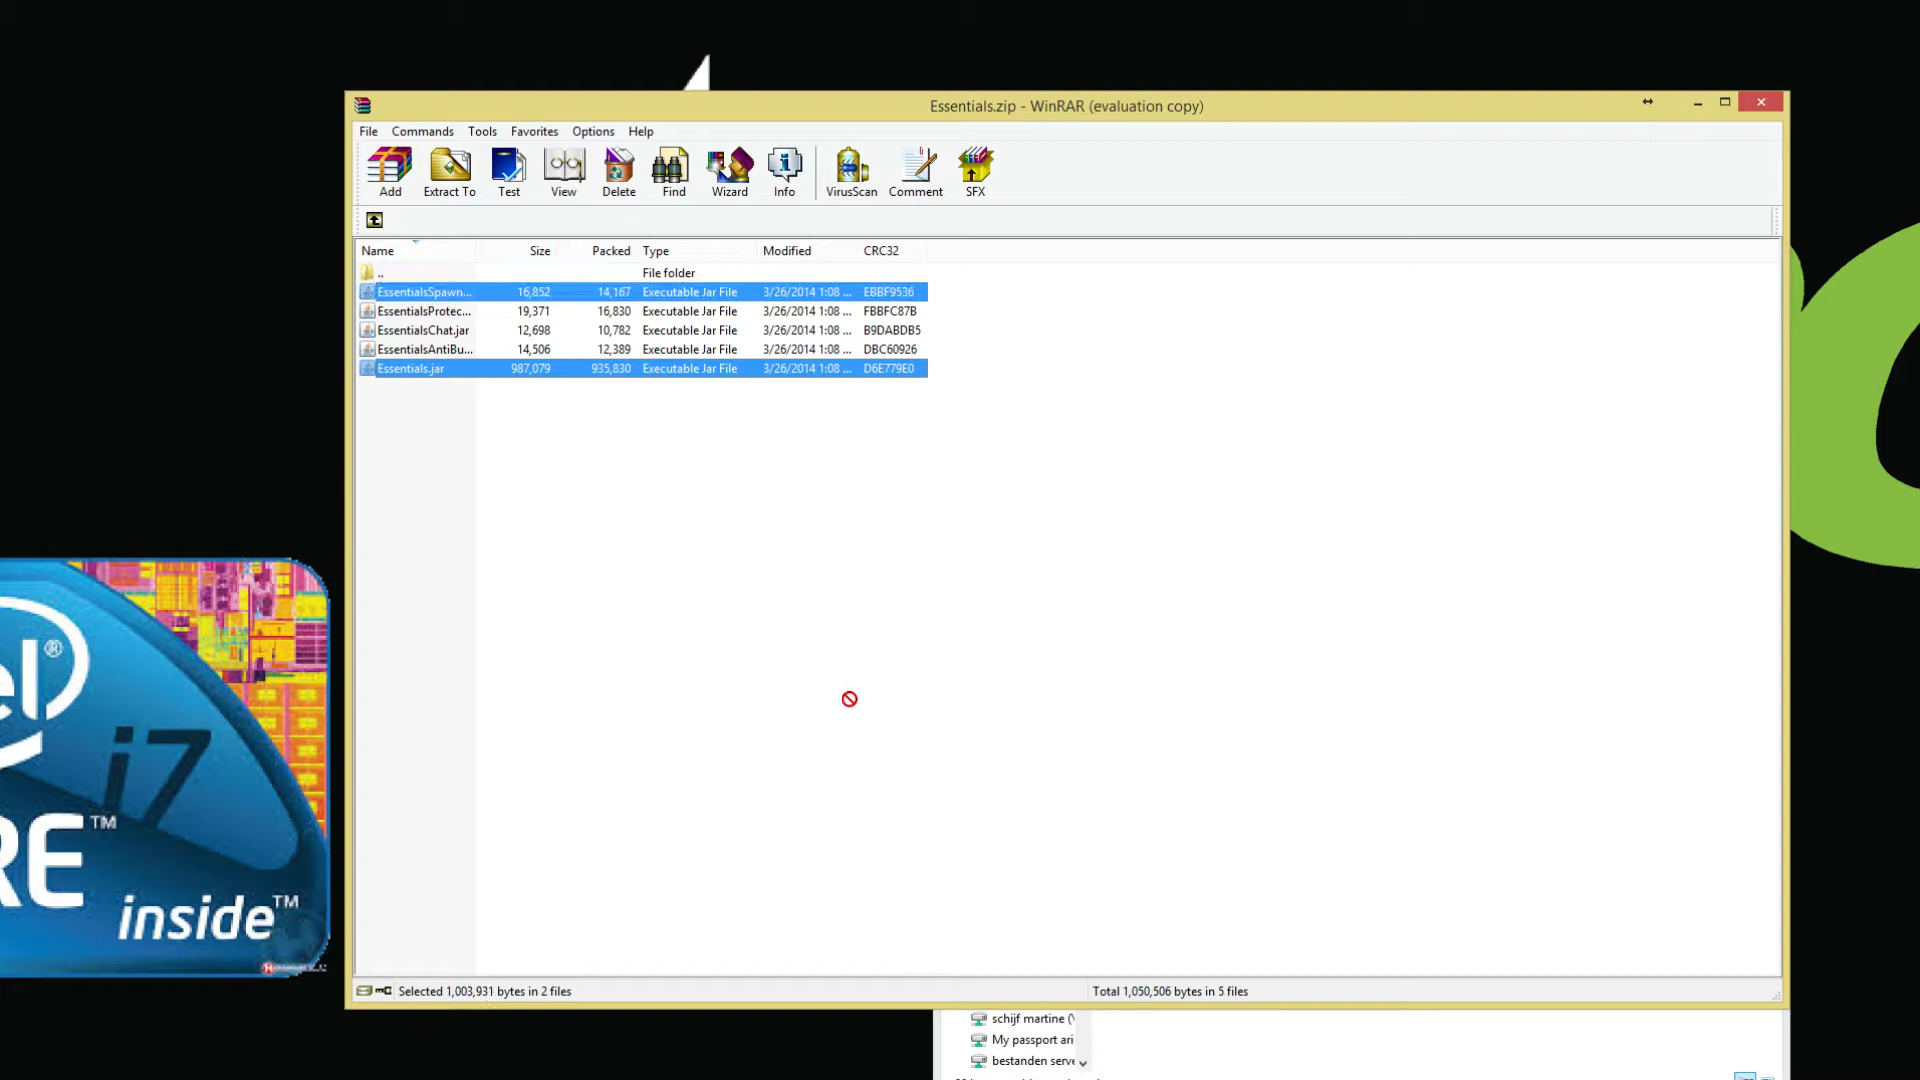 Essentials.zip - WinRAR (evaluation copy)
File Commands Tools Favorites Options Help
Add Extract To Test View Delete Find Wizard Info VirusScan Comment SFX
Name Size Packed Type Modified CRC32
.. File folder
EssentialsSpawn... 16,852 14,167 Executable Jar File 3/26/2014 1:08 ... EBBF9536
EssentialsProtec... 19,371 16,830 Executable Jar File 3/26/2014 1:08 ... FBBFC87B
EssentialsChat.jar 12,698 10,782 Executable Jar File 3/26/2014 1:08 ... B9DABDB5
EssentialsAntiBu... 14,506 12,389 Executable Jar File 3/26/2014 1:08 ... DBC60926
Essentials.jar 987,079 935,830 Executable Jar File 3/26/2014 1:08 ... D6E779E0
el®
i7
RE™
inside™
Selected 1,003,931 bytes in 2 files
Total 1,050,506 bytes in 5 files
schijf martine (\
My passport ari
bestanden serve